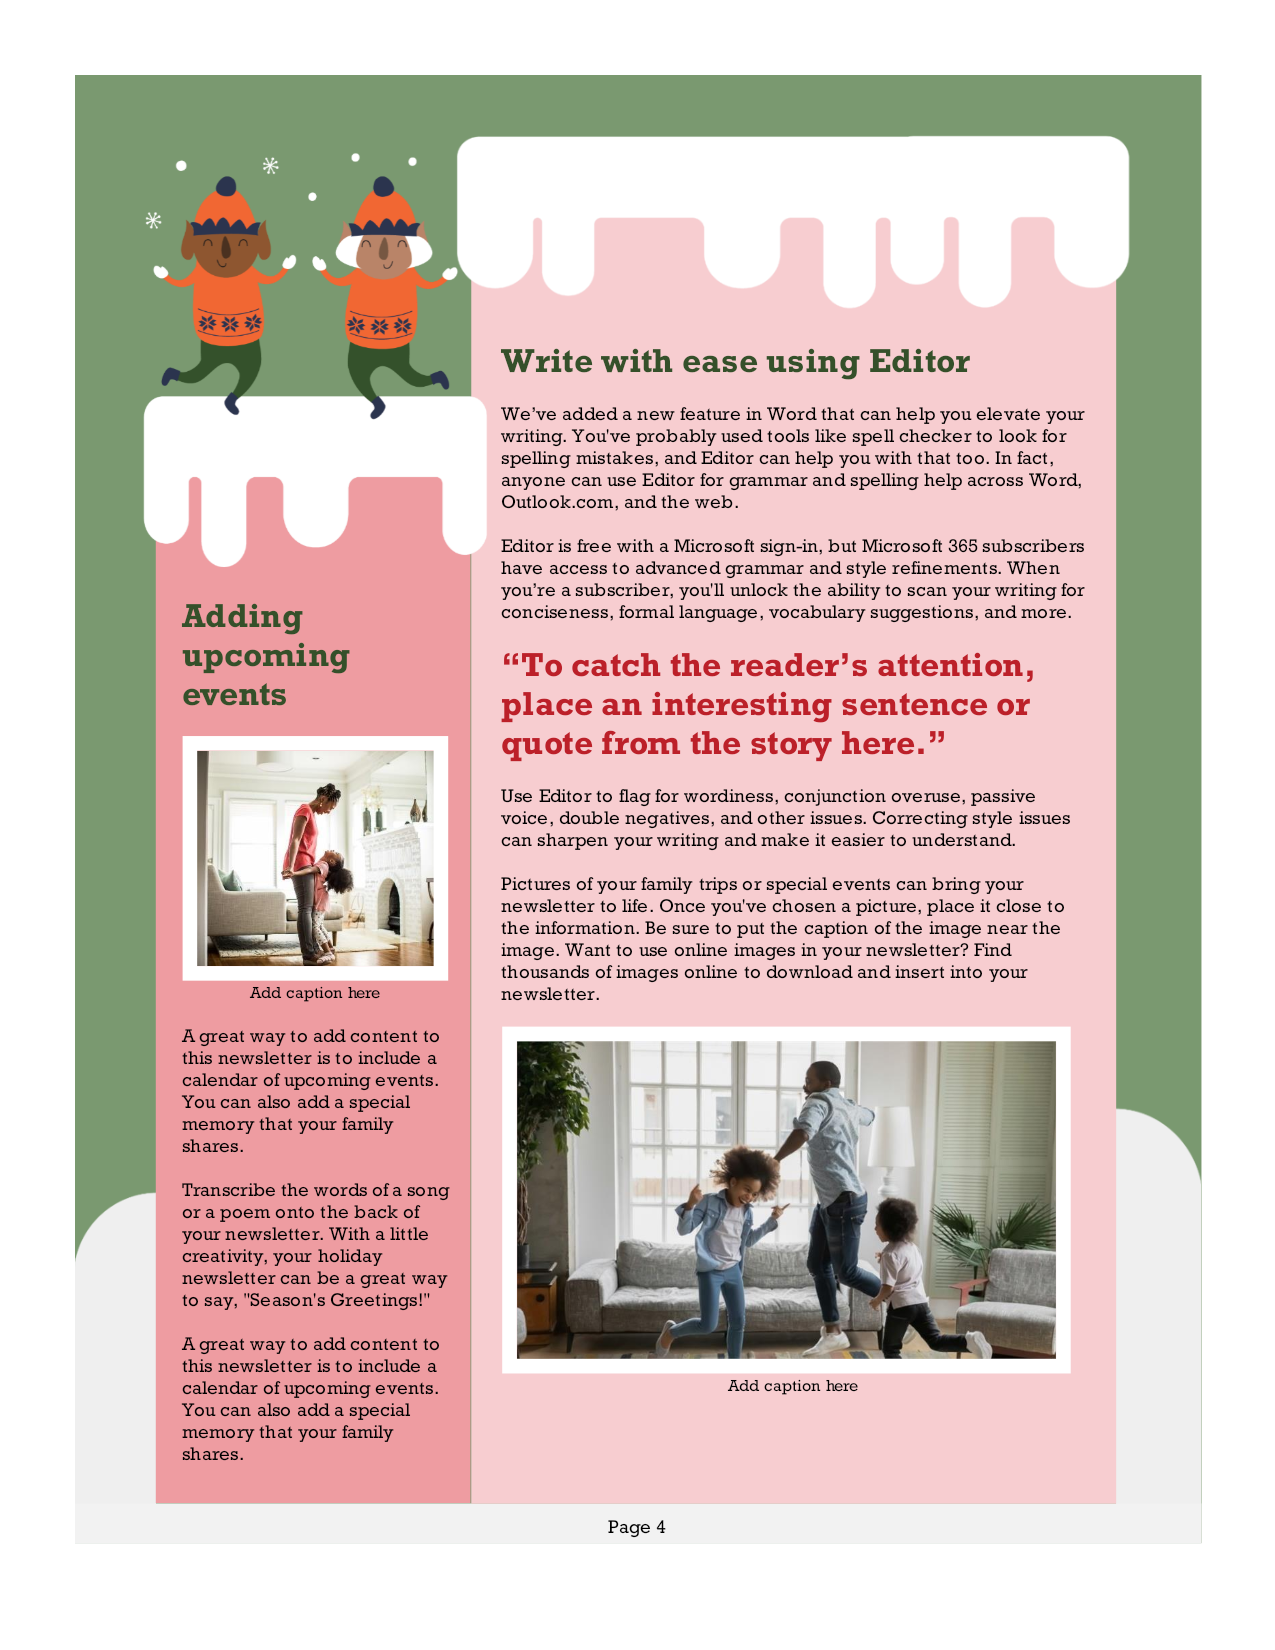 Adding
upcoming
events
Add caption here
A great way to add content to
this newsletter is to include a
calendar of upcoming events.
You can also add a special
memory that your family
shares.
Transcribe the words of a song
or a poem onto the back of
your newsletter. With a little
creativity, your holiday
newsletter can be a great way
to say, "Season's Greetings!"
A great way to add content to
this newsletter is to include a
calendar of upcoming events.
You can also add a special
memory that your family
shares.
Write with ease using Editor
We’ve added a new feature in Word that can help you elevate your
writing. You've probably used tools like spell checker to look for
spelling mistakes, and Editor can help you with that too. In fact,
anyone can use Editor for grammar and spelling help across Word,
Outlook.com, and the web.
Editor is free with a Microsoft sign-in, but Microsoft 365 subscribers
have access to advanced grammar and style refinements. When
you’re a subscriber, you'll unlock the ability to scan your writing for
conciseness, formal language, vocabulary suggestions, and more.
“To catch the reader’s attention,
place an interesting sentence or
quote from the story here.”
Use Editor to flag for wordiness, conjunction overuse, passive
voice, double negatives, and other issues. Correcting style issues
can sharpen your writing and make it easier to understand.
Pictures of your family trips or special events can bring your
newsletter to life. Once you've chosen a picture, place it close to
the information. Be sure to put the caption of the image near the
image. Want to use online images in your newsletter? Find
thousands of images online to download and insert into your
newsletter.
Add caption here
Page 4